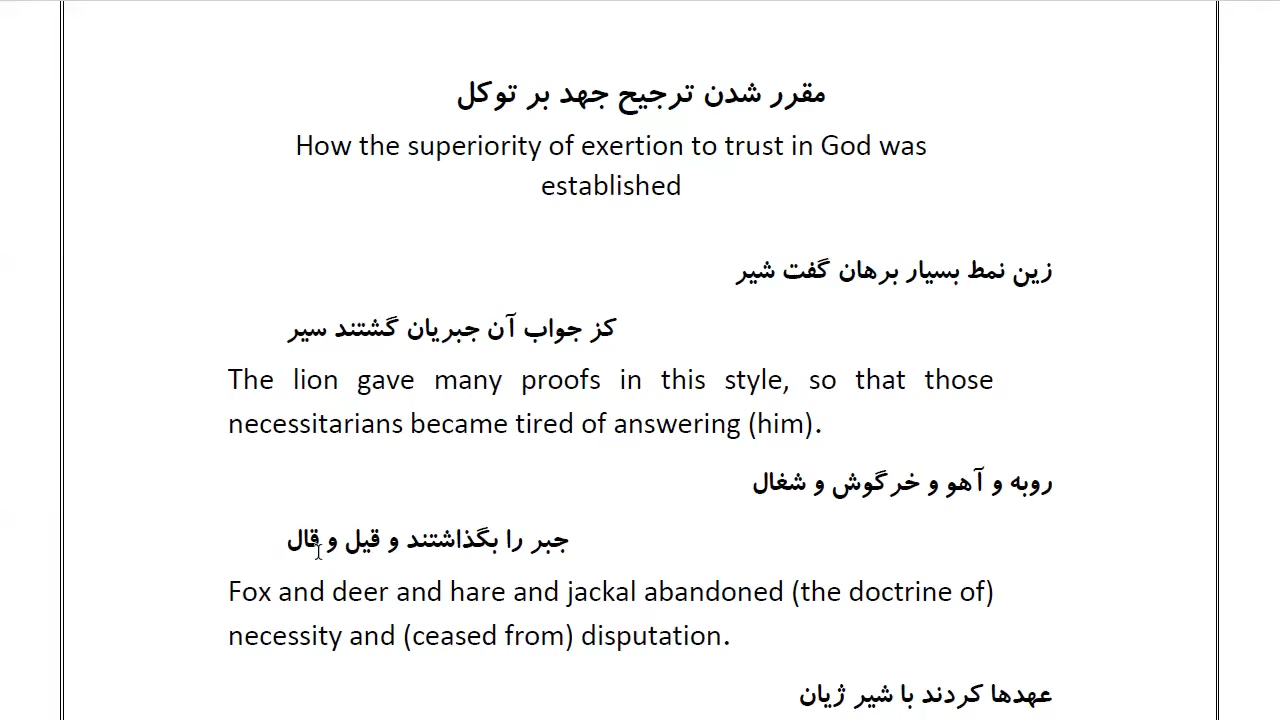 مقرر شدن ترجیح جهد بر توکل
How the superiority of exertion to trust in God was
established
زین نمط بسیار برهان گفت شیر
کز جواب آن جبریان گشتند سیر
The lion gave many proofs in this style, so that those
necessitarians became tired of answering (him).
روبه و آهو و خرگوش و شغال
جبر را بگذاشتند و قیل و قال
Fox and deer and hare and jackal abandoned (the doctrine of)
necessity and (ceased from) disputation.
عهدها کردند با شیر ژیان